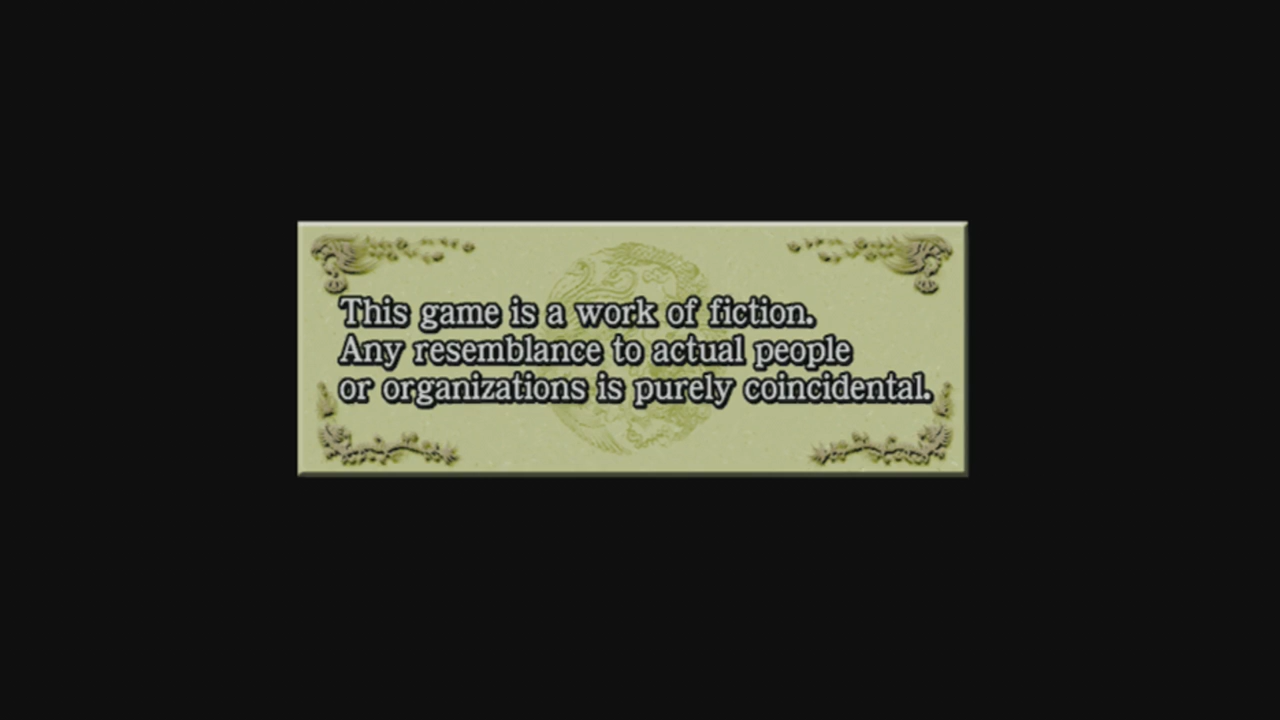 This game is a work of fiction.
Any resemblance to actual people
or organizations is purely coincidental.